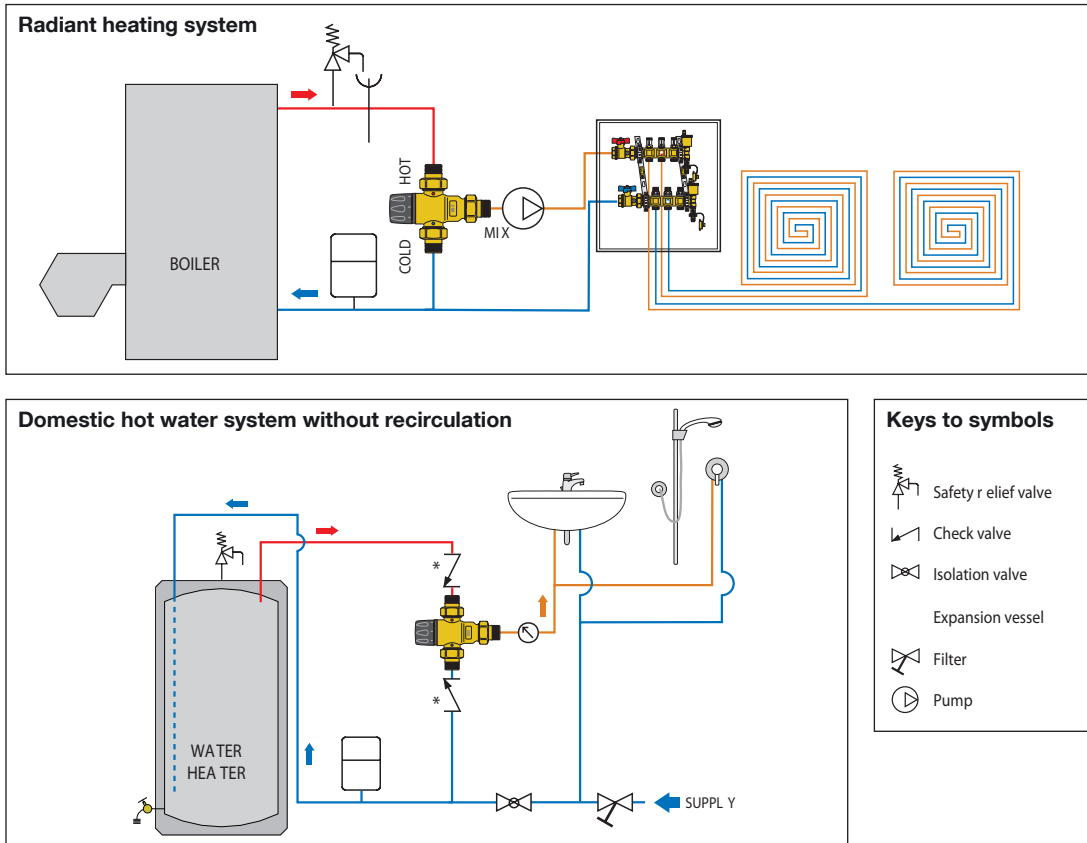 Radiant heating system
HOT
COLD
MIX
BOILER
Domestic hot water system without recirculation
*
*
WATER
HEA TER
SUPPL Y
Keys to symbols
Safety r elief valve
Check valve
Isolation valve
Expansion vessel
Filter
Pump